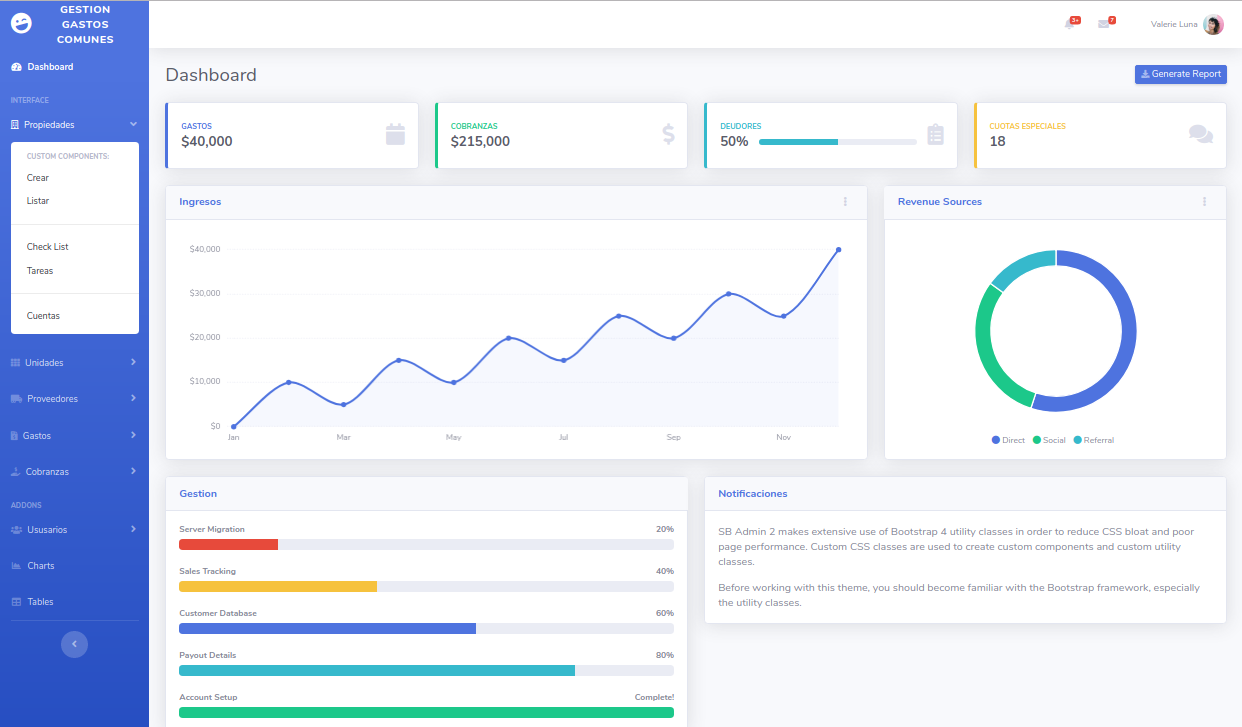 GESTION
GASTOS
COMUNES
Dashboard
INTERFACE
Propiedades
CUSTOM COMPONENTS:
Crear
Listar
Check List
Tareas
Cuentas
Unidades
Proveedores
Gastos
Cobranzas
ADDONS
Ususarios
Charts
Tables
3+
7
Valerie Luna
Dashboard
Generate Report
GASTOS
$40,000
COBRANZAS
$215,000
DEUDORES
50%
CUOTAS ESPECIALES
18
Ingresos
$40,000
$30,000
$20,000
$10,000
$0
Jan Mar May Jul Sep Nov
Revenue Sources
Direct Social Referral
Gestion
Server Migration 20%
Sales Tracking 40%
Customer Database 60%
Payout Details 80%
Account Setup Complete!
Notificaciones
SB Admin 2 makes extensive use of Bootstrap 4 utility classes in order to reduce CSS bloat and poor
page performance. Custom CSS classes are used to create custom components and custom utility
classes.
Before working with this theme, you should become familiar with the Bootstrap framework, especially
the utility classes.